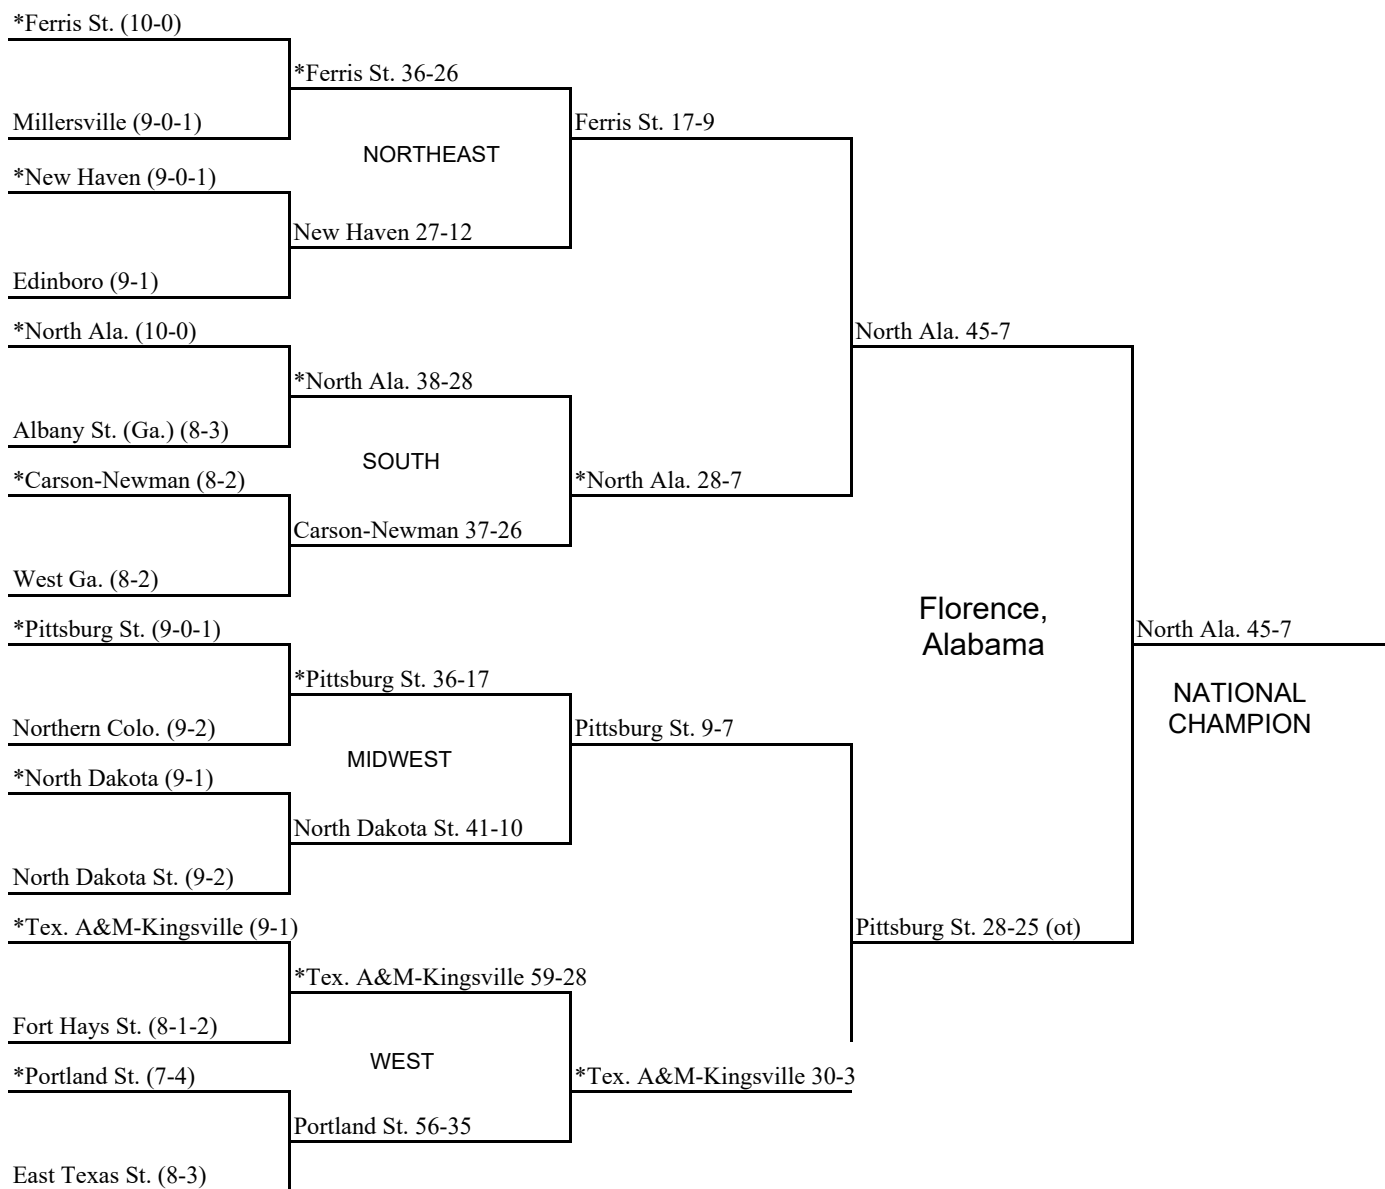 *Ferris St. (10-0)
*Ferris St. 36-26
Millersville (9-0-1)
Ferris St. 17-9
NORTHEAST
*New Haven (9-0-1)
New Haven 27-12
Edinboro (9-1)
*North Ala. (10-0)
North Ala. 45-7
*North Ala. 38-28
Albany St. (Ga.) (8-3)
SOUTH
*Carson-Newman (8-2)
*North Ala. 28-7
Carson-Newman 37-26
West Ga. (8-2)
Florence,
Alabama
*Pittsburg St. (9-0-1)
North Ala. 45-7
*Pittsburg St. 36-17
NATIONAL
CHAMPION
Northern Colo. (9-2)
Pittsburg St. 9-7
MIDWEST
*North Dakota (9-1)
North Dakota St. 41-10
North Dakota St. (9-2)
*Tex. A&M-Kingsville (9-1)
Pittsburg St. 28-25 (ot)
*Tex. A&M-Kingsville 59-28
Fort Hays St. (8-1-2)
WEST
*Portland St. (7-4)
*Tex. A&M-Kingsville 30-3
Portland St. 56-35
East Texas St. (8-3)